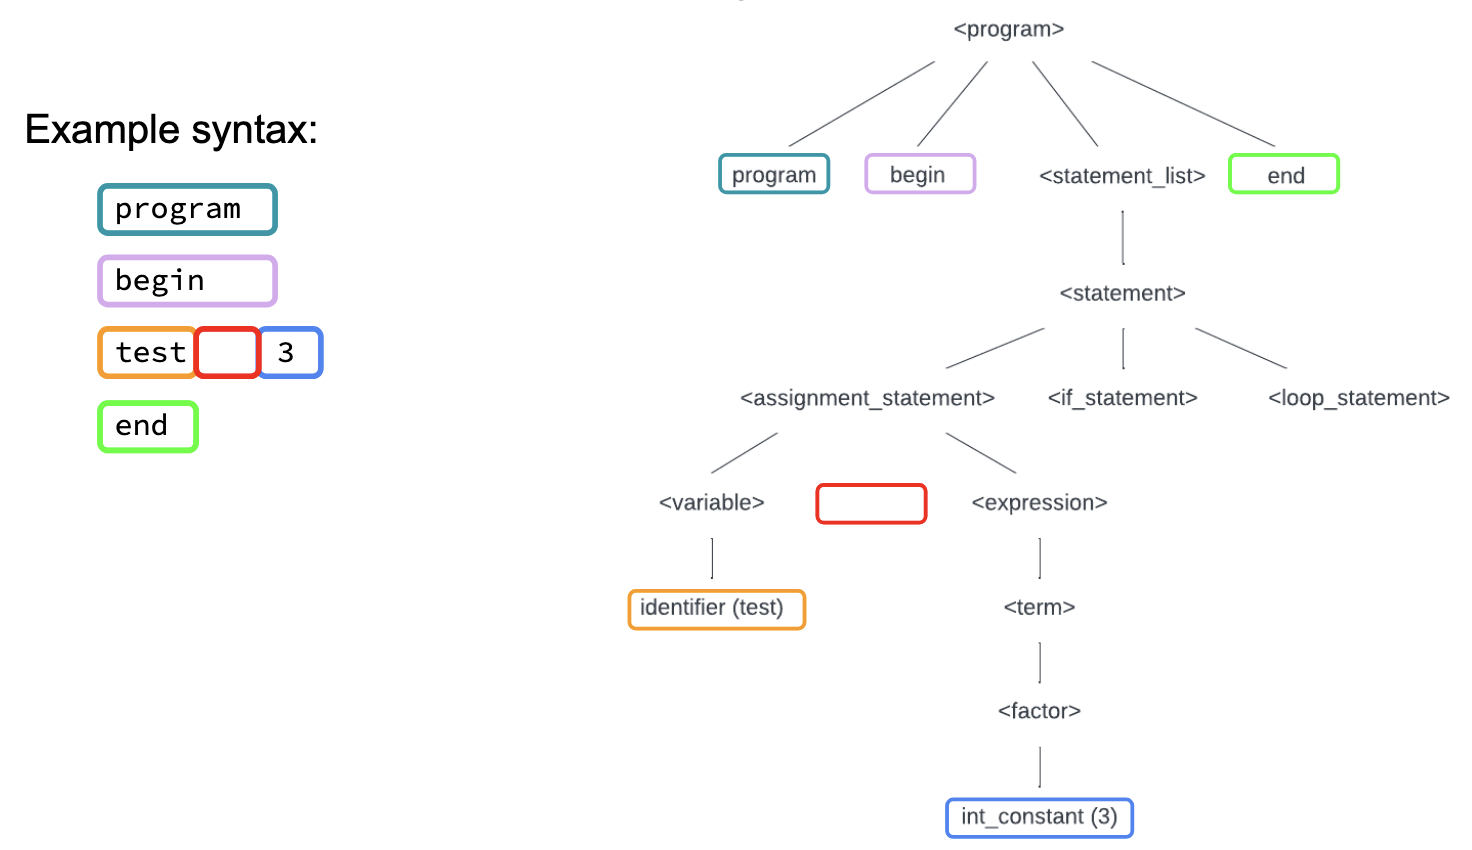 Example syntax:
program
begin
test 3
end
<program>
program begin <statement_list> end
<statement>
<assignment_statement> <if_statement> <loop_statement>
<variable> <expression>
identifier (test) <term>
<factor>
int_constant (3)